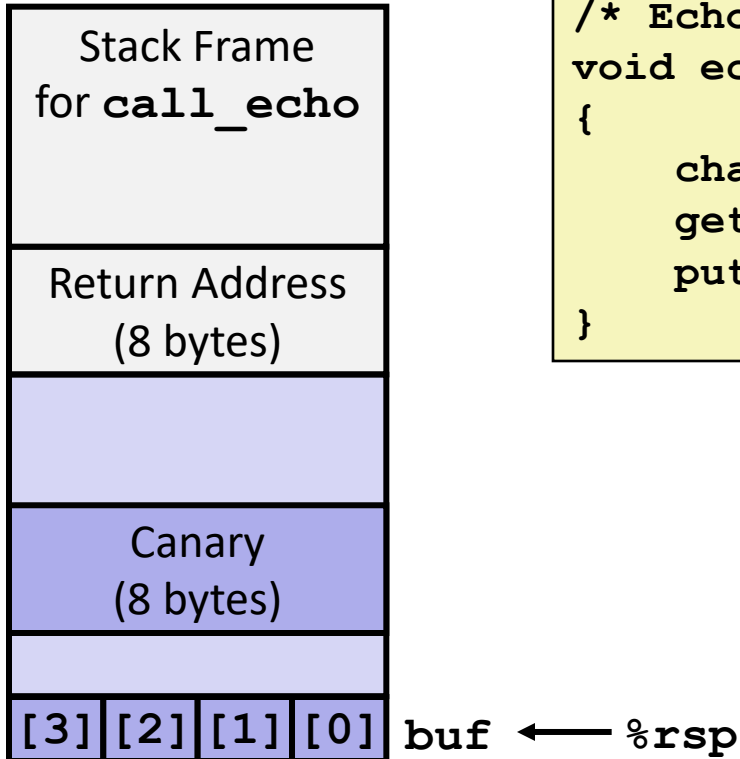 Stack Frame
for call_echo
Return Address
(8 bytes)
Canary
(8 bytes)
[3] [2] [1] [0] buf ← %rsp
/* Echo
void ec
{
cha
get
put
}